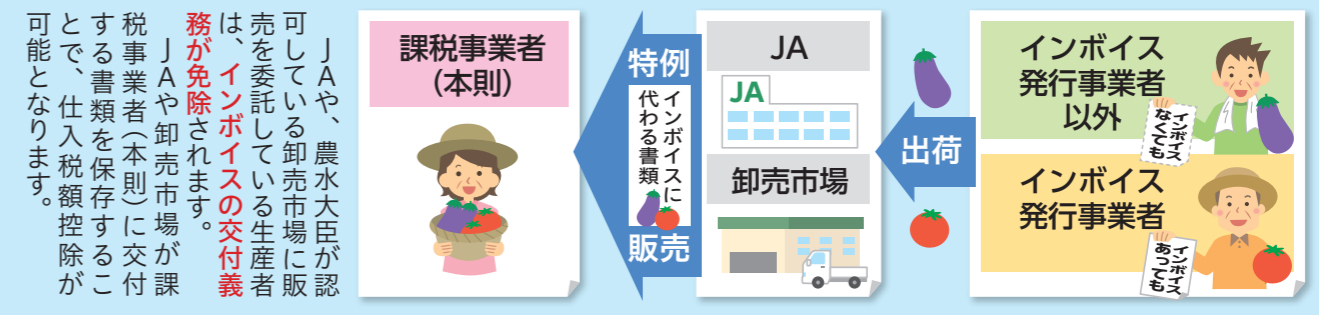 インボイス
発行事業者
以外
インボイス
なくても
インボイス
発行事業者
インボイス
あっても
出荷
JA
JA
卸売市場
特例
インボイスに
代わる書類
販売
課税事業者
（本則）
　ＪＡや、農水大臣が認
可している卸売市場に販
売を委託している生産者
は、インボイスの交付義
務が免除されます。
　ＪＡや卸売市場が課
税事業者（本則）に交付
する書類を保存するこ
とで、仕入税額控除が
可能となります。